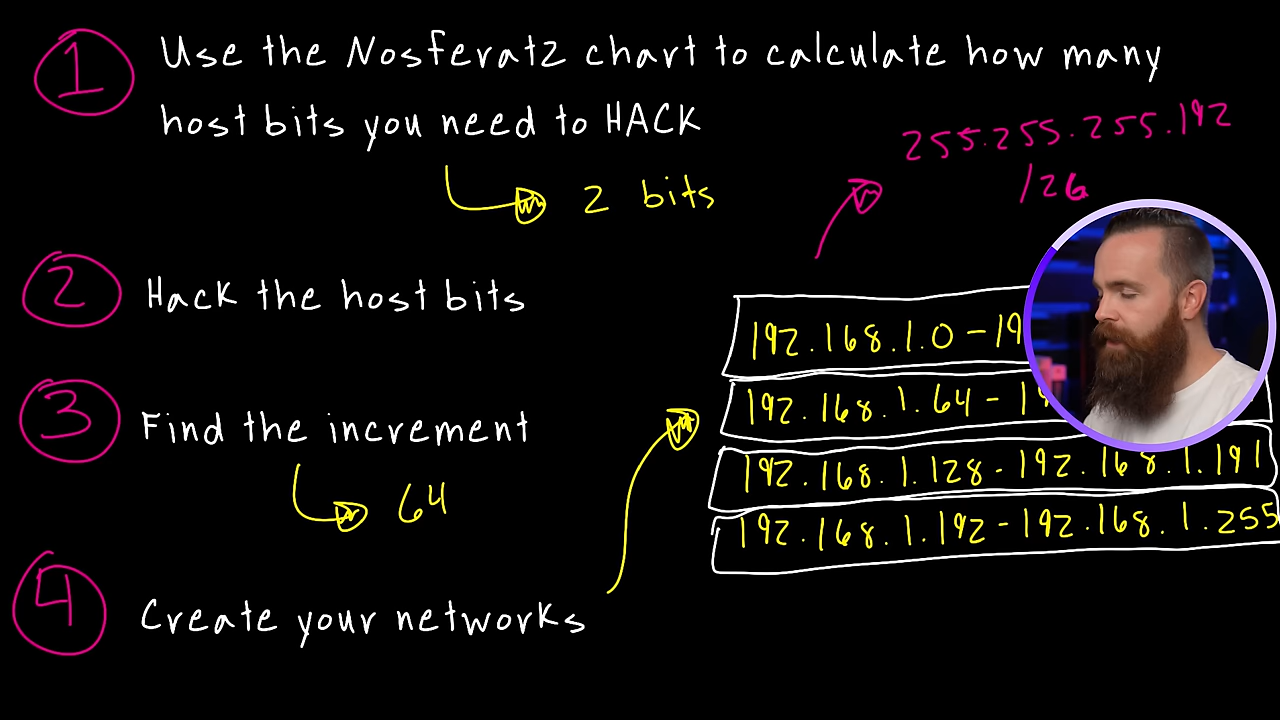 1
Use the Nosferat2 chart to calculate how many
host bits you need to HACK
2 bits
255.255.255.192
/26
2
Hack the host bits
3
Find the increment
64
4
Create your networks
192.168.1.0 - 19
192.168.1.64 - 19
192.168.1.128 - 192.168.1.191
192.168.1.192 - 192.168.1.255